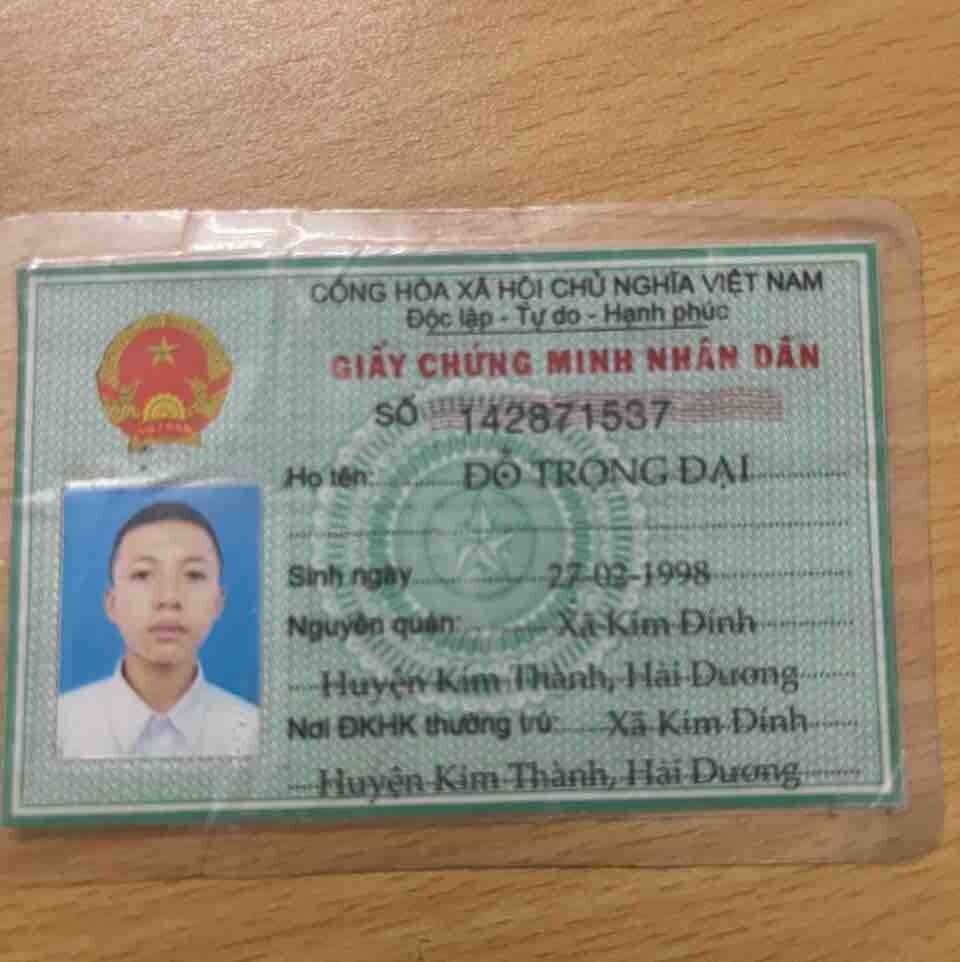 CỘNG HÒA XÃ HỘI CHỦ NGHĨA VIỆT NAM
Độc lập - Tự do - Hạnh phúc
GIẤY CHỨNG MINH NHÂN DÂN
SỐ 142871537
Họ tên: ĐỖ TRỌNG ĐẠI
Sinh ngày 27-02-1998
Nguyên quán: Xã Kim Đính
Huyện Kim Thành, Hải Dương
Nơi ĐKHK thường trú: Xã Kim Đính
Huyện Kim Thành, Hải Dương
VIỆT NAM